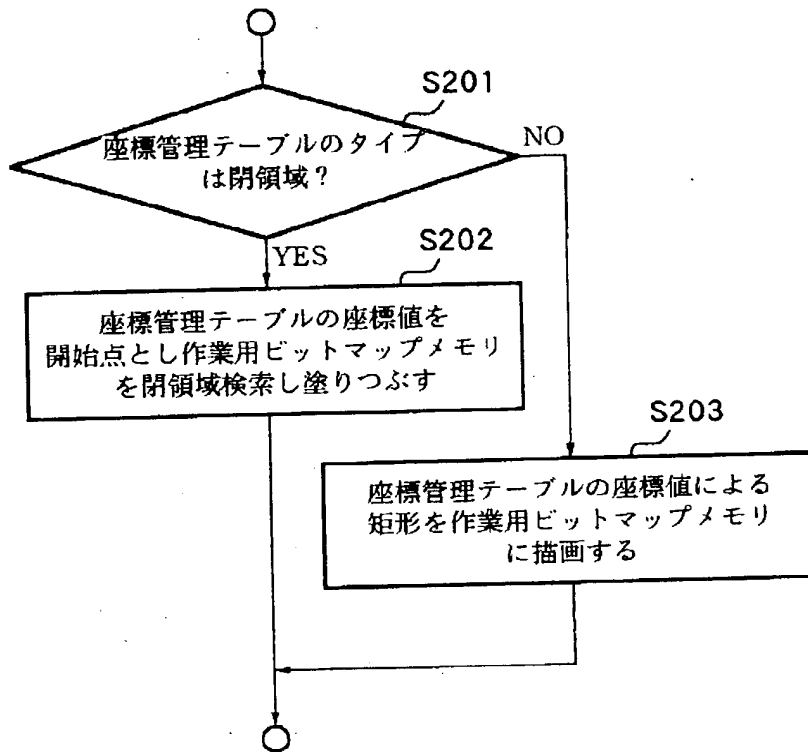 S201
座標管理テーブルのタイプ
は閉領域?
NO
YES
S202
座標管理テーブルの座標値を
開始点とし作業用ビットマップメモリ
を閉領域検索し塗りつぶす
S203
座標管理テーブルの座標値による
矩形を作業用ビットマップメモリ
に描画する